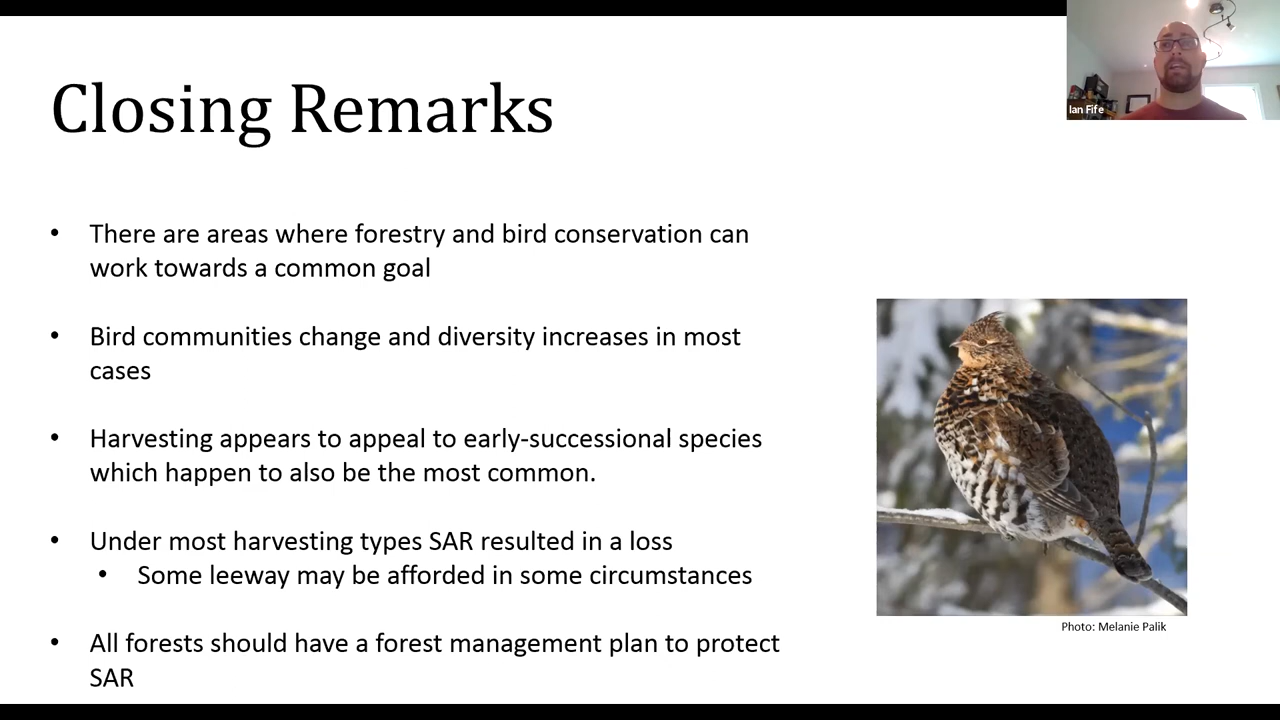 Closing Remarks
Ian Fife
• There are areas where forestry and bird conservation can
work towards a common goal
• Bird communities change and diversity increases in most
cases
• Harvesting appears to appeal to early-successional species
which happen to also be the most common.
• Under most harvesting types SAR resulted in a loss
• Some leeway may be afforded in some circumstances
• All forests should have a forest management plan to protect
SAR
Photo: Melanie Palik